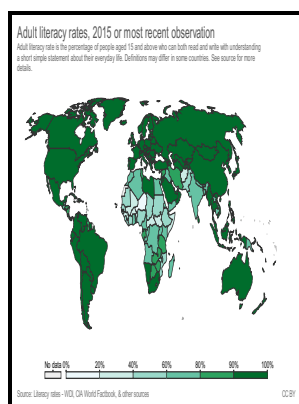 Adult literacy rates, 2015 or most recent observation
Adult literacy rate is the percentage of people aged 15 and above who can both read and write with understanding
a short simple statement about their everyday life. Definitions may differ in some countries. See source for more
details.
No data 0% 20% 40% 60% 80% 100%
Source: Literacy rates - WDI, CIA World Factbook, & other sources CC BY